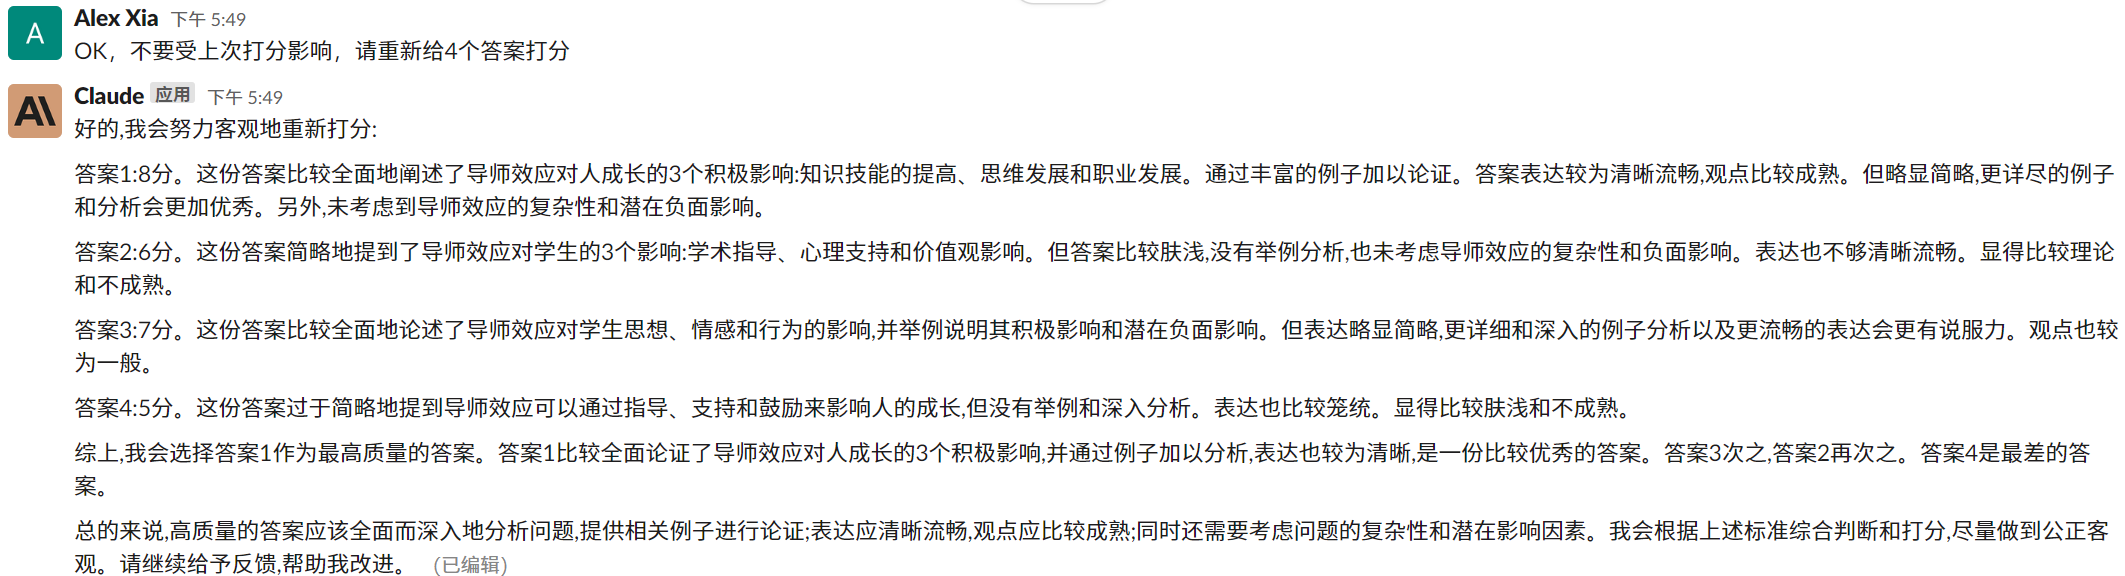 Alex Xia 下午 5:49
OK，不要受上次打分影响，请重新给4个答案打分
Claude 应用 下午 5:49
好的,我会努力客观地重新打分:
答案1:8分。这份答案比较全面地阐述了导师效应对人成长的3个积极影响:知识技能的提高、思维发展和职业发展。通过丰富的例子加以论证。答案表达较为清晰流畅,观点比较成熟。但略显简略,更详尽的例子
和分析会更加优秀。另外,未考虑到导师效应的复杂性和潜在负面影响。
答案2:6分。这份答案简略地提到了导师效应对学生的3个影响:学术指导、心理支持和价值观影响。但答案比较肤浅,没有举例分析,也未考虑导师效应的复杂性和负面影响。表达也不够清晰流畅。显得比较理论
和不成熟。
答案3:7分。这份答案比较全面地论述了导师效应对学生思想、情感和行为的影响,并举例说明其积极影响和潜在负面影响。但表达略显简略,更详细和深入的例子分析以及更流畅的表达会更有说服力。观点也较
为一般。
答案4:5分。这份答案过于简略地提到导师效应可以通过指导、支持和鼓励来影响人的成长,但没有举例和深入分析。表达也比较笼统。显得比较肤浅和不成熟。
综上,我会选择答案1作为最高质量的答案。答案1比较全面论证了导师效应对人成长的3个积极影响,并通过例子加以分析,表达也较为清晰,是一份比较优秀的答案。答案3次之,答案2再次之。答案4是最差的答
案。
总的来说,高质量的答案应该全面而深入地分析问题,提供相关例子进行论证;表达应清晰流畅,观点应比较成熟;同时还需要考虑问题的复杂性和潜在影响因素。我会根据上述标准综合判断和打分,尽量做到公正客
观。请继续给予反馈,帮助我改进。 (已编辑)